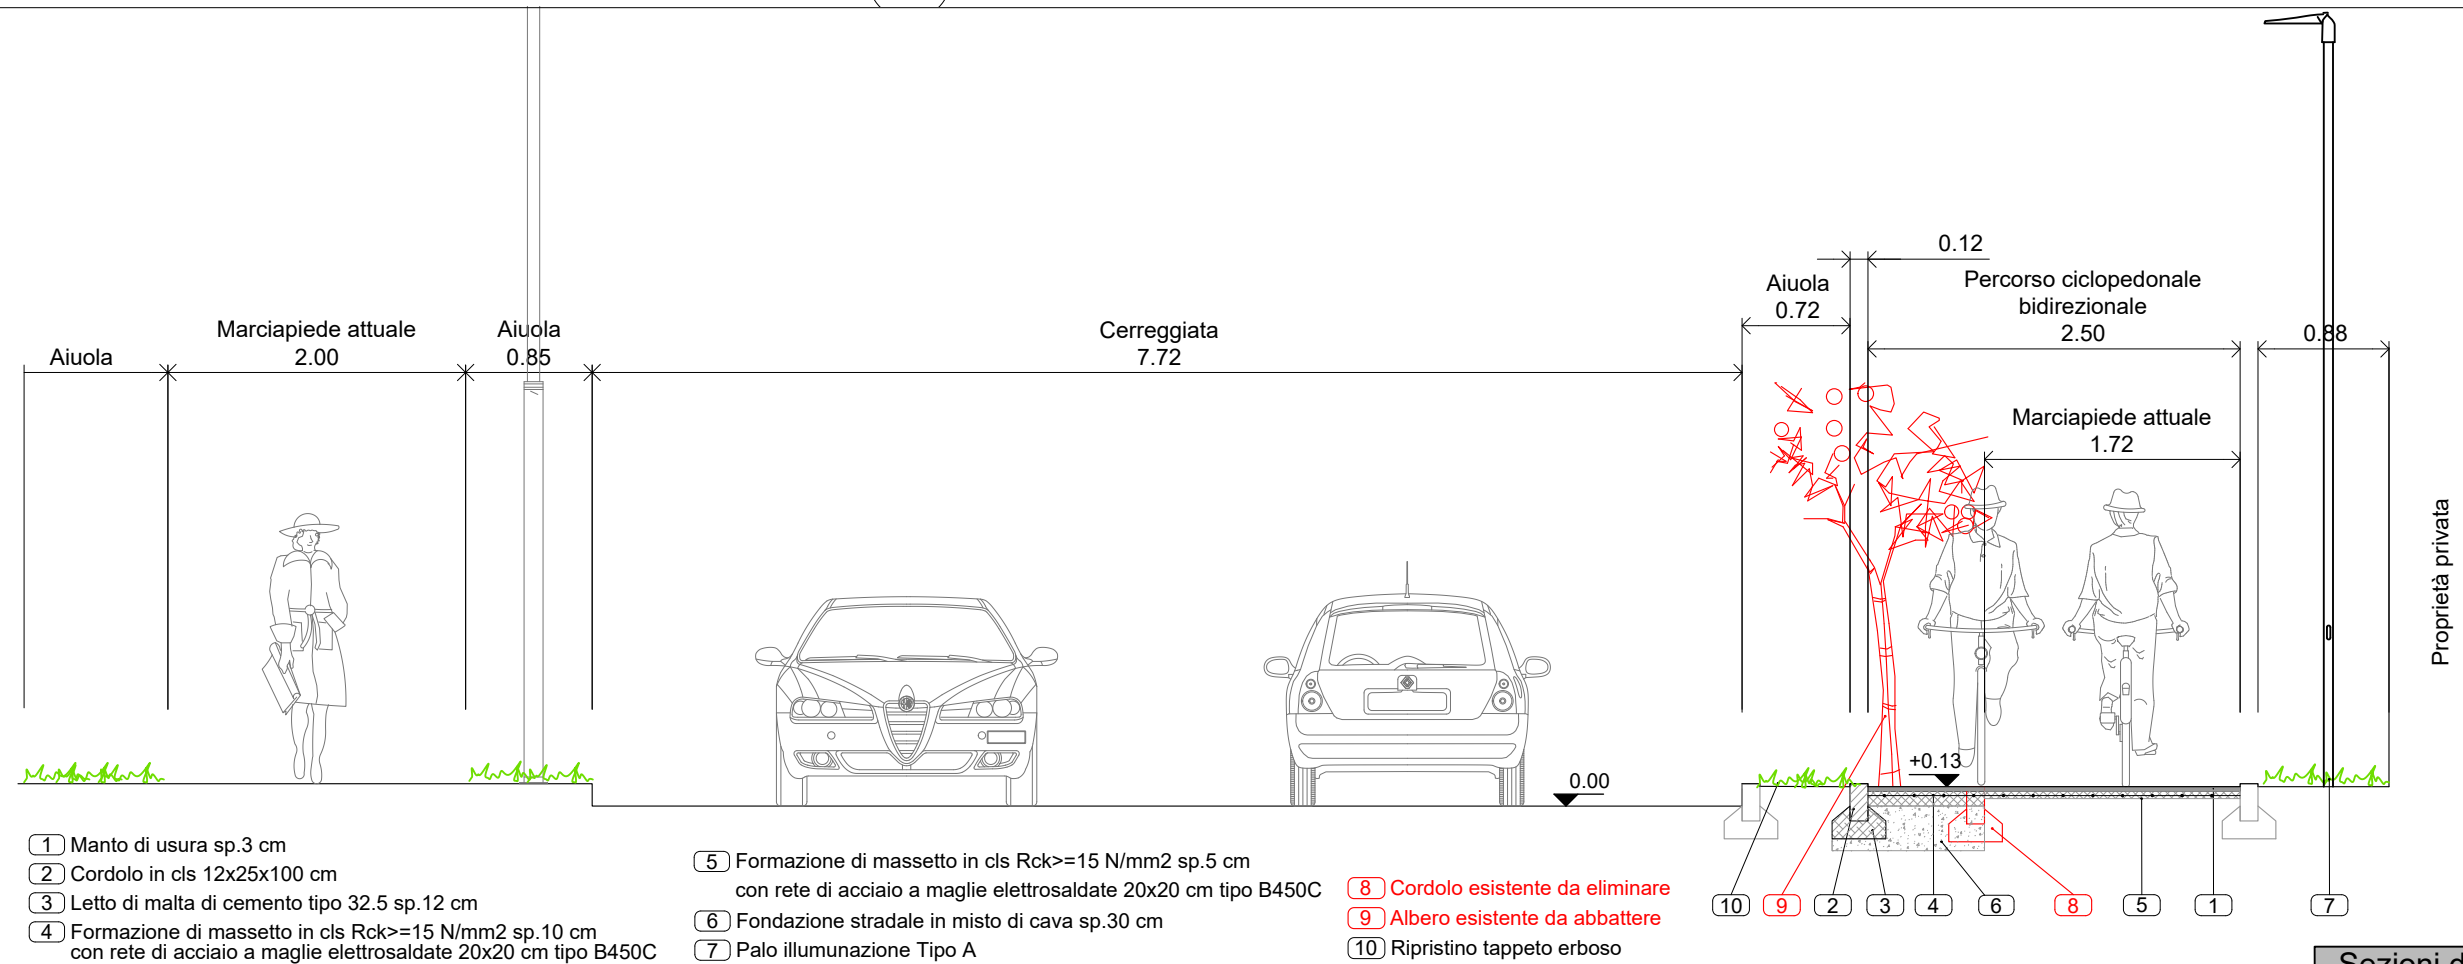 0.12
Aiuola
0.72
Percorso ciclopedonale
bidirezionale
2.50
0.88
Aiuola
Marciapiede attuale
2.00
Aiuola
0.85
Cerreggiata
7.72
Marciapiede attuale
1.72
Proprietà privata
+0.13
0.00
1 Manto di usura sp.3 cm
2 Cordolo in cls 12x25x100 cm
3 Letto di malta di cemento tipo 32.5 sp.12 cm
4 Formazione di massetto in cls Rck>=15 N/mm2 sp.10 cm
con rete di acciaio a maglie elettrosaldate 20x20 cm tipo B450C
5 Formazione di massetto in cls Rck>=15 N/mm2 sp.5 cm
con rete di acciaio a maglie elettrosaldate 20x20 cm tipo B450C
6 Fondazione stradale in misto di cava sp.30 cm
7 Palo illumunazione Tipo A
8 Cordolo esistente da eliminare
9 Albero esistente da abbattere
10 Ripristino tappeto erboso
10 9 2 3 4 6 8 5 1 7
Sezioni